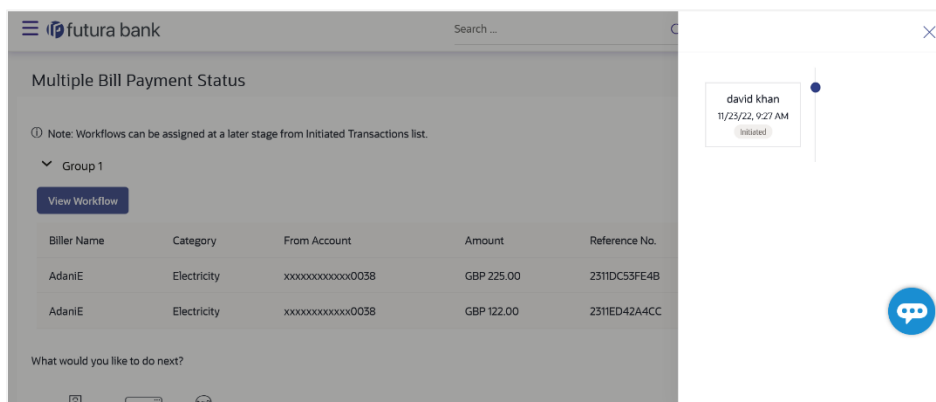 futura bank
Search ...
Multiple Bill Payment Status
Note: Workflows can be assigned at a later stage from Initiated Transactions list.
Group 1
View Workflow
Biller Name Category From Account Amount Reference No.
AdaniE Electricity xxxxxxxxxxxx0038 GBP 225.00 2311DC53FE4B
AdaniE Electricity xxxxxxxxxxxx0038 GBP 122.00 2311ED42A4CC
What would you like to do next?
david khan
11/23/22, 9:27 AM
Initiated